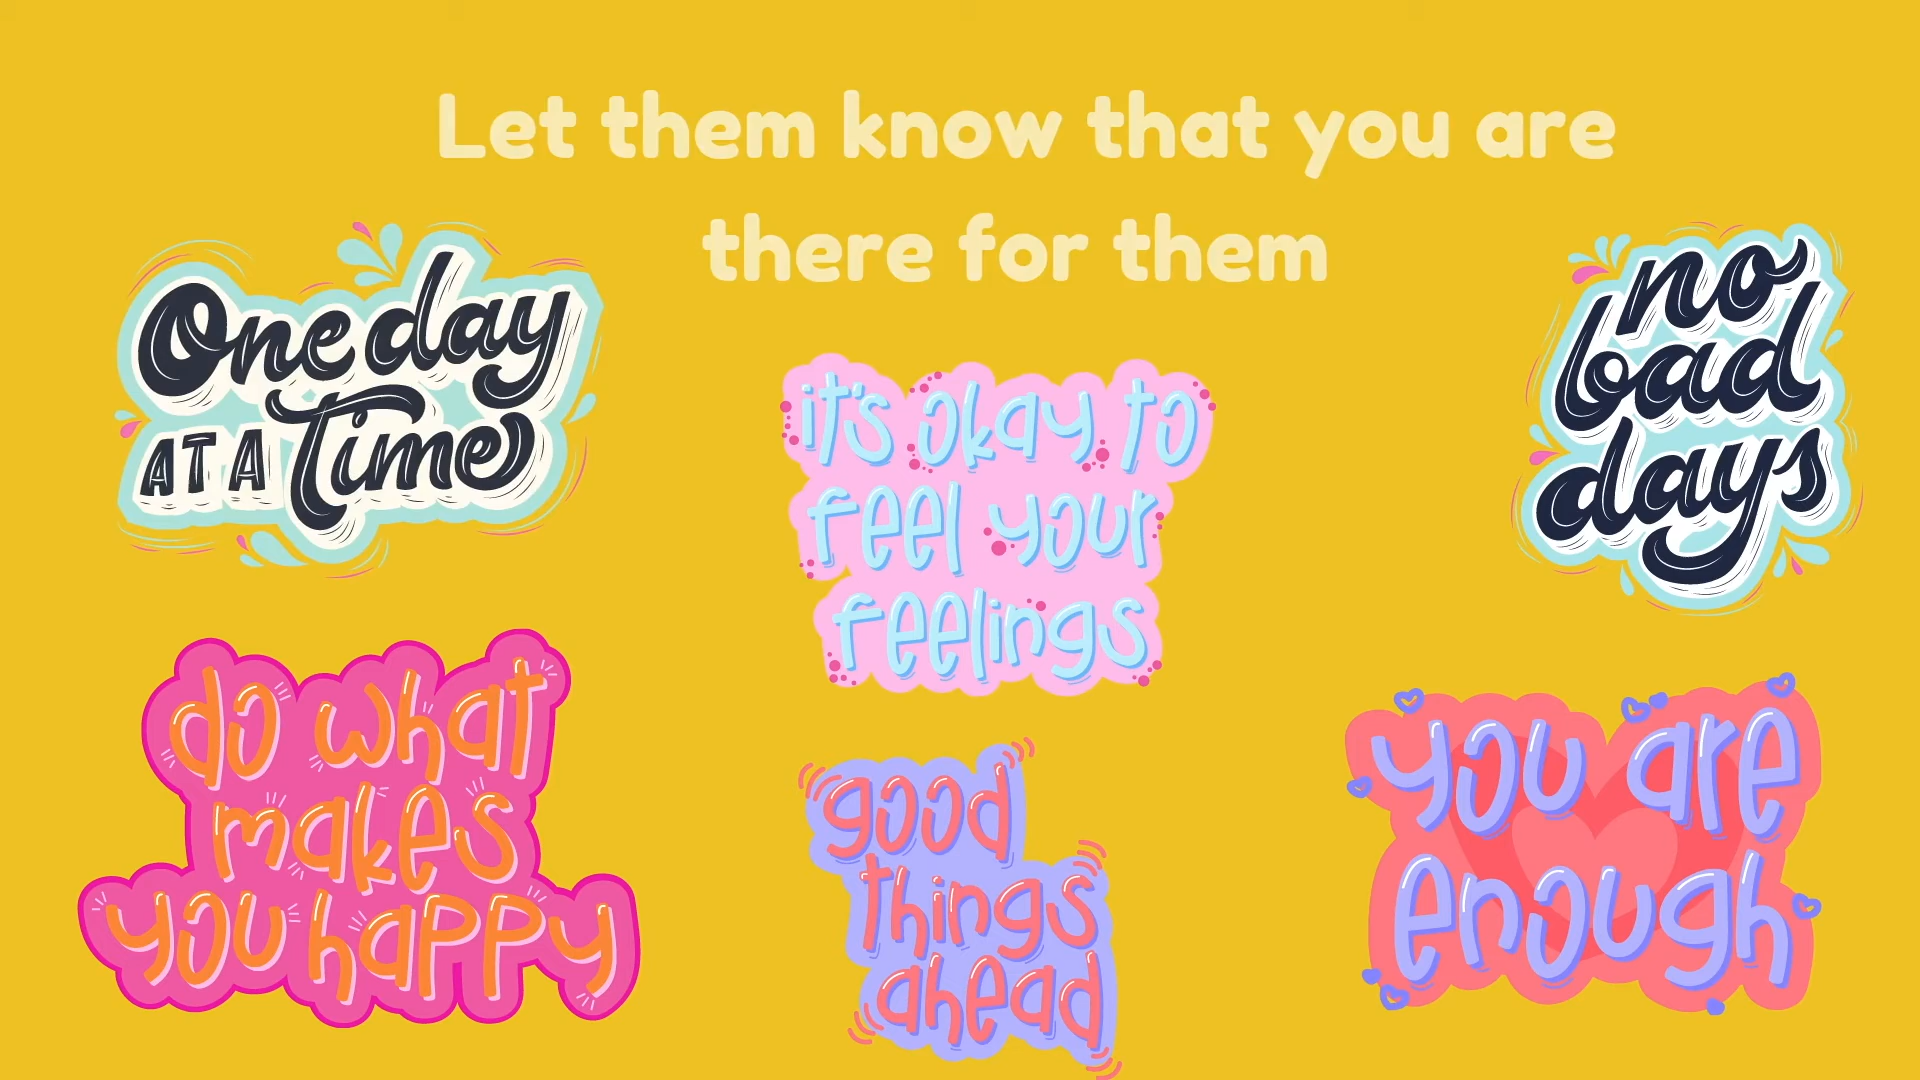 Let them know that you are
there for them
One day
AT A Time
no
bad
days
it's okay to
feel your
feelings
do what
makes
you happy
good
things
ahead
you are
enough